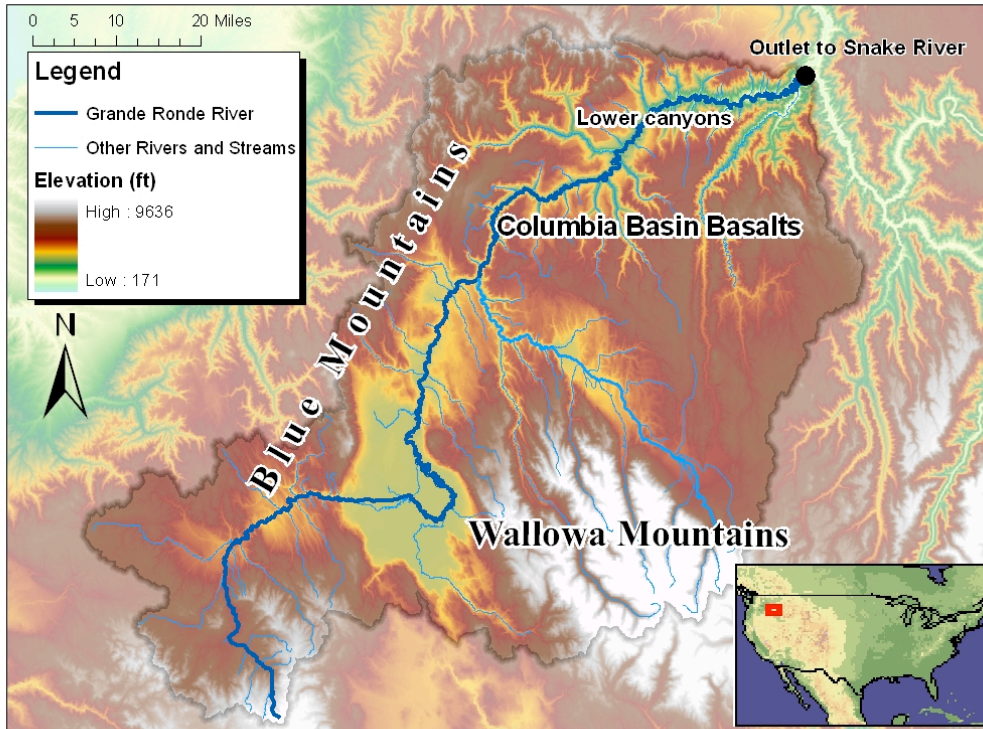 0 5 10 20 Miles
Legend
Grande Ronde River
Other Rivers and Streams
Elevation (ft)
High : 9636
Low : 171
N
Outlet to Snake River
Lower canyons
Columbia Basin Basalts
Blue Mountains
Wallowa Mountains